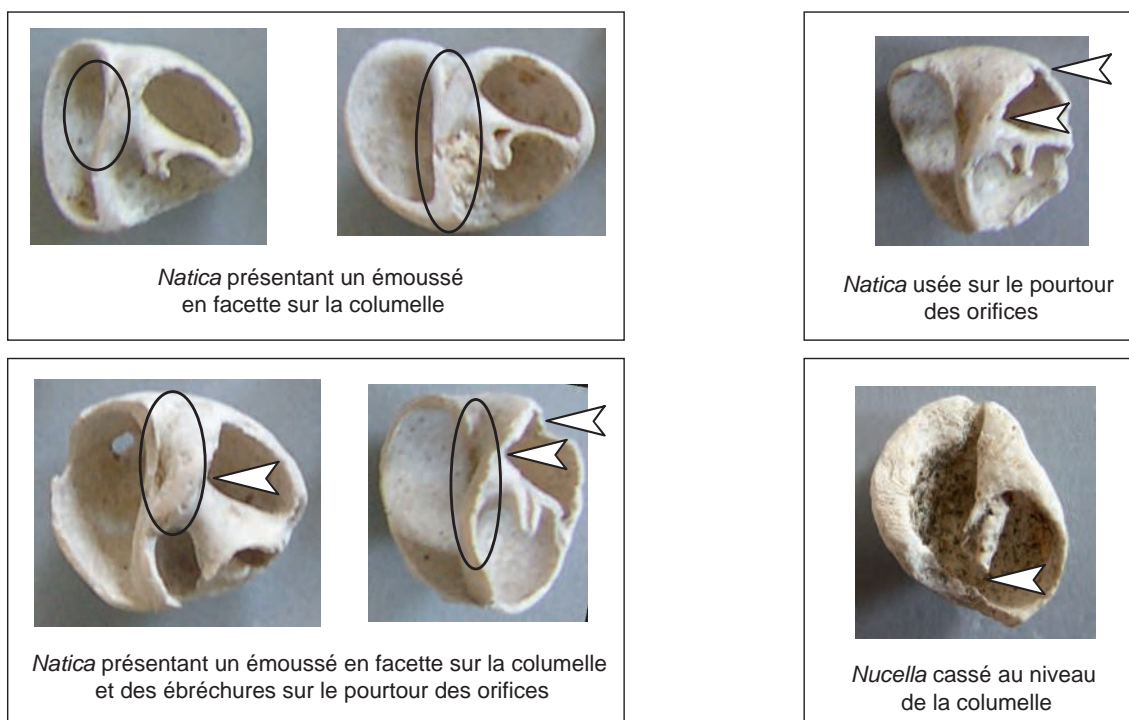 Natica présentant un émoussé
en facette sur la columelle
Natica usée sur le pourtour
des orifices
Natica présentant un émoussé en facette sur la columelle
et des ébréchures sur le pourtour des orifices
Nucella cassé au niveau
de la columelle